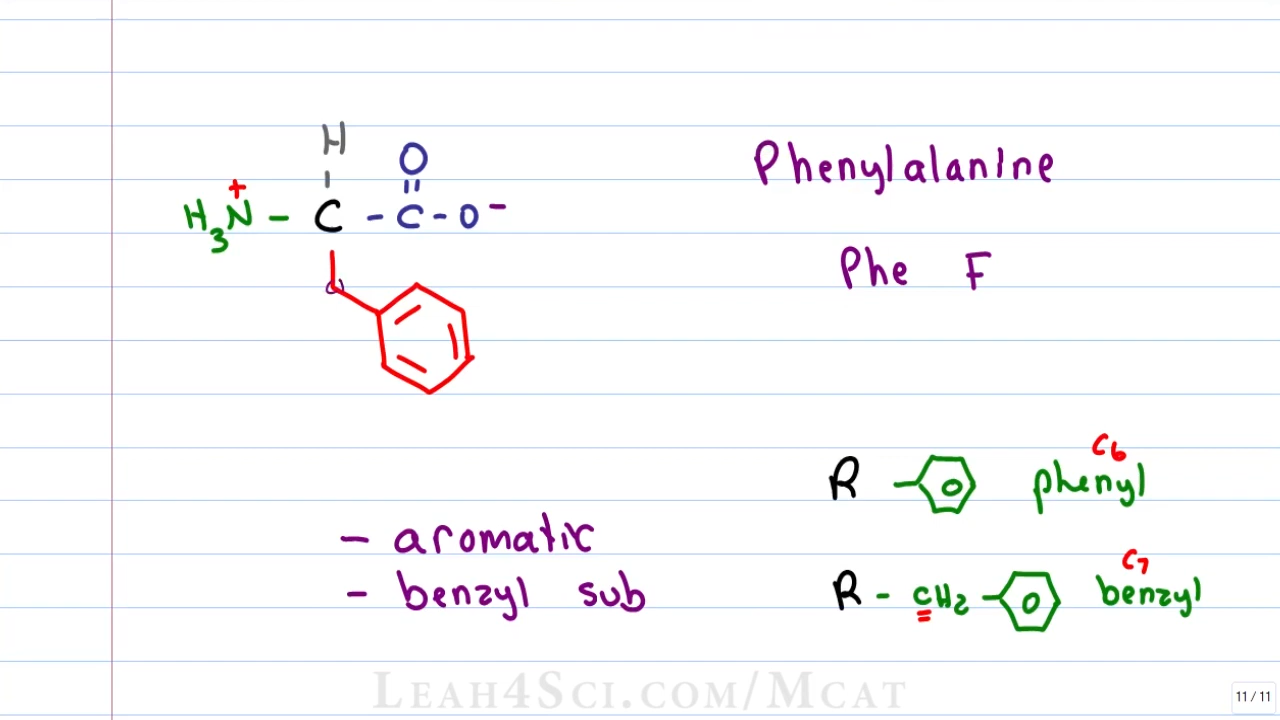 H
O
H3N+ - C - C - O-
Phenylalanine
Phe F
- aromatic
- benzyl sub
C6
R phenyl
C7
R - CH2 - benzyl
LEAH4SCI.COM/MCAT
11 / 11